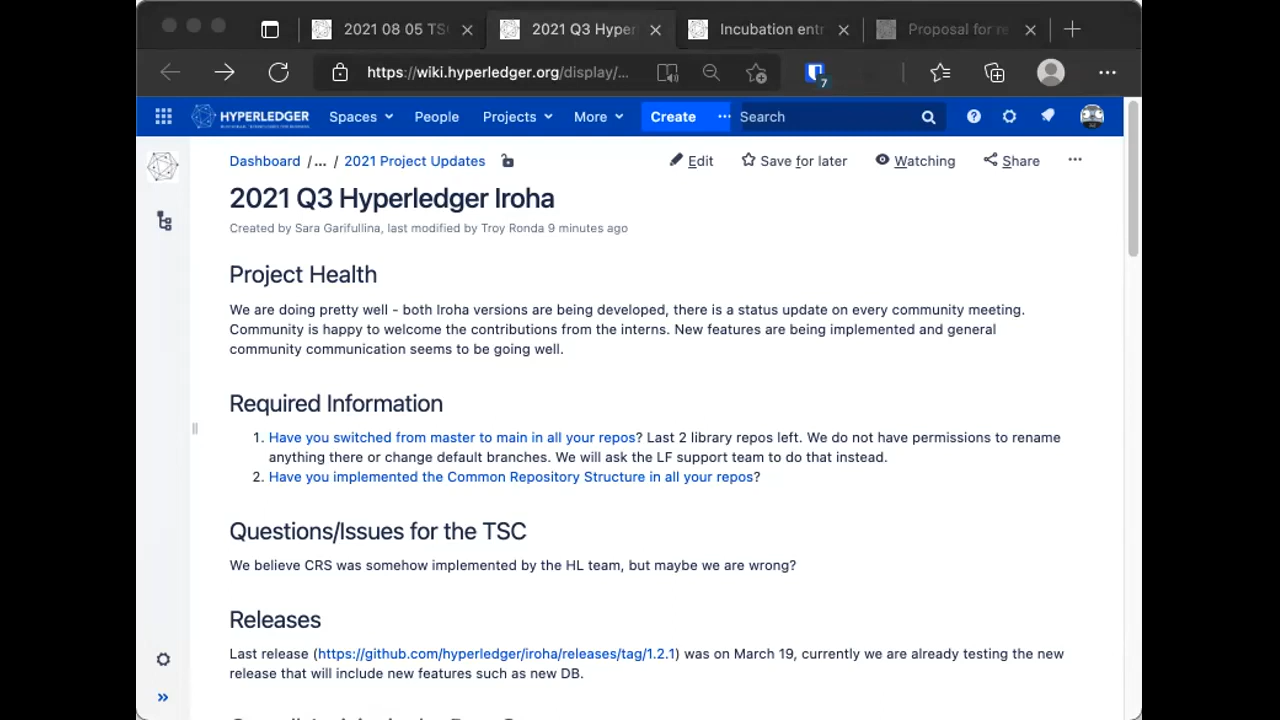 2021 08 05 TS
2021 Q3 Hyper
Incubation entr
Proposal for re
https://wiki.hyperledger.org/display/...
7
HYPERLEDGER
Spaces
People
Projects
More
Create
Search
Dashboard /... / 2021 Project Updates
Edit
Save for later
Watching
Share
2021 Q3 Hyperledger Iroha
Created by Sara Garifullina, last modified by Troy Ronda 9 minutes ago
Project Health
We are doing pretty well - both Iroha versions are being developed, there is a status update on every community meeting.
Community is happy to welcome the contributions from the interns. New features are being implemented and general
community communication seems to be going well.
Required Information
1. Have you switched from master to main in all your repos? Last 2 library repos left. We do not have permissions to rename
anything there or change default branches. We will ask the LF support team to do that instead.
2. Have you implemented the Common Repository Structure in all your repos?
Questions/Issues for the TSC
We believe CRS was somehow implemented by the HL team, but maybe we are wrong?
Releases
Last release (https://github.com/hyperledger/iroha/releases/tag/1.2.1) was on March 19, currently we are already testing the new
release that will include new features such as new DB.